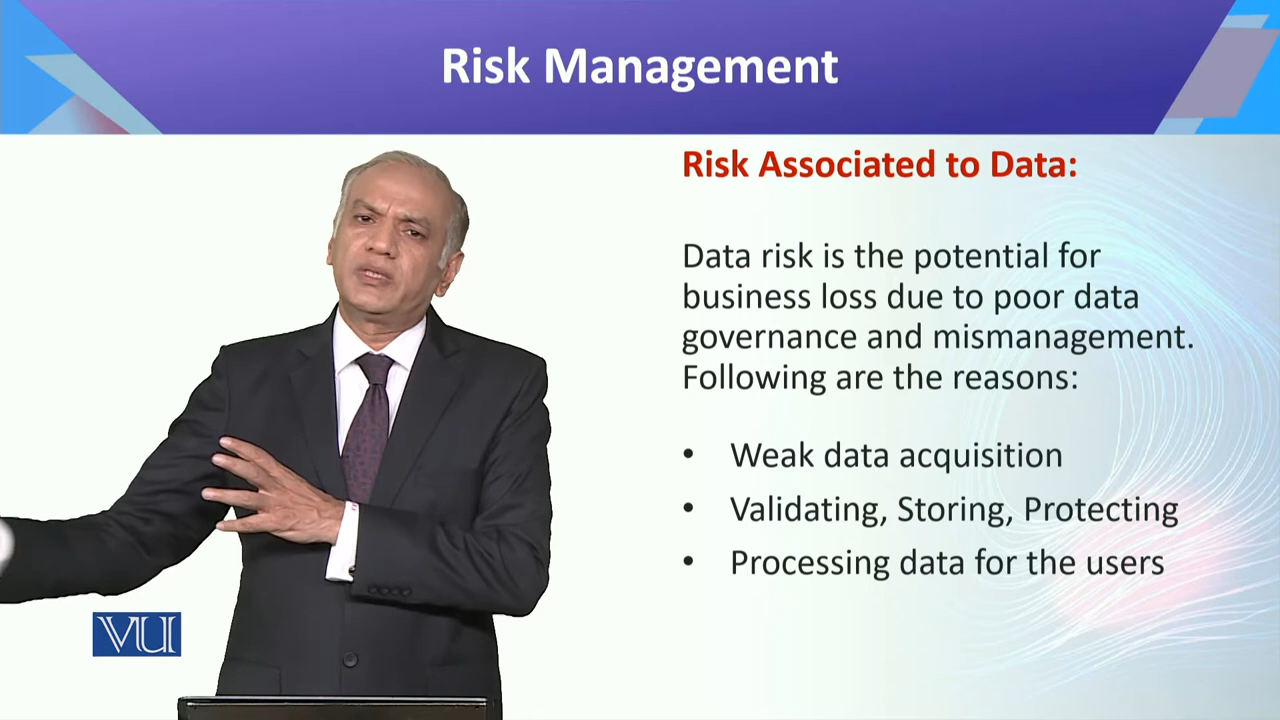 Risk Management
Risk Associated to Data:
Data risk is the potential for
business loss due to poor data
governance and mismanagement.
Following are the reasons:
• Weak data acquisition
• Validating, Storing, Protecting
• Processing data for the users
VU